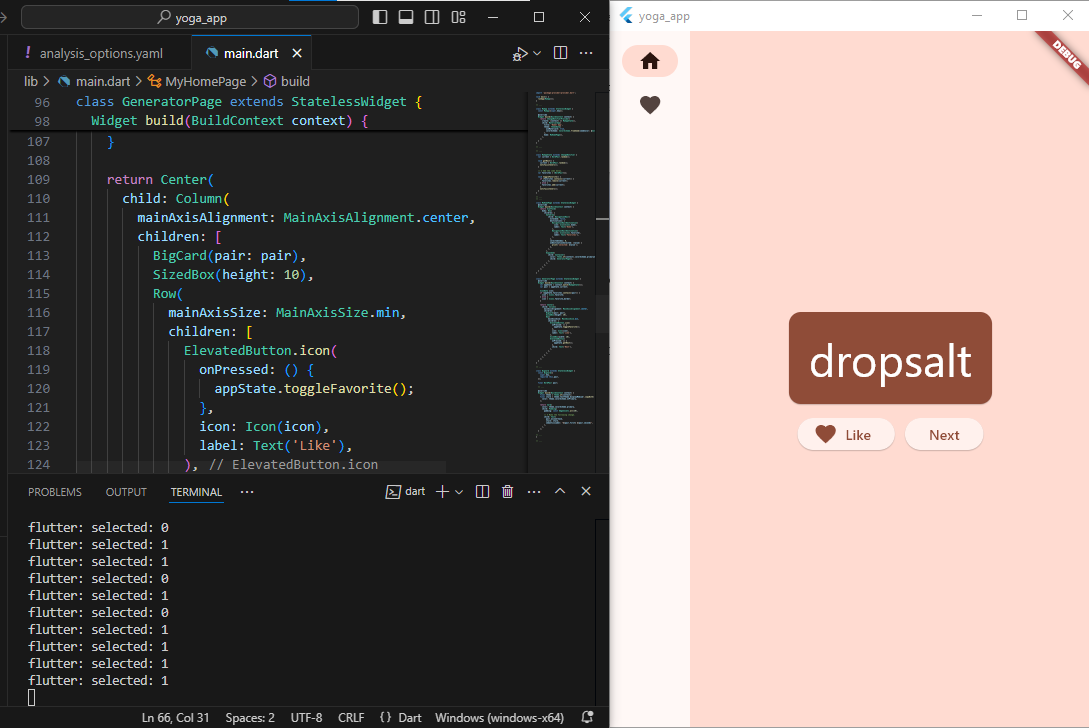 yoga_app
analysis_options.yaml
main.dart
lib > main.dart > MyHomePage > build
96 class GeneratorPage extends StatelessWidget {
98 Widget build(BuildContext context) {
107 }
108
109 return Center(
110 child: Column(
111 mainAxisAlignment: MainAxisAlignment.center,
112 children: [
113 BigCard(pair: pair),
114 SizedBox(height: 10),
115 Row(
116 mainAxisSize: MainAxisSize.min,
117 children: [
118 ElevatedButton.icon(
119 onPressed: () {
120 appState.toggleFavorite();
121 },
122 icon: Icon(icon),
123 label: Text('Like'),
124 ), // ElevatedButton.icon
PROBLEMS OUTPUT TERMINAL ··· dart
flutter: selected: 0
flutter: selected: 1
flutter: selected: 1
flutter: selected: 0
flutter: selected: 1
flutter: selected: 0
flutter: selected: 1
flutter: selected: 1
flutter: selected: 1
flutter: selected: 1
Ln 66, Col 31 Spaces: 2 UTF-8 CRLF {} Dart Windows (windows-x64)
yoga_app
DEBUG
dropsalt
Like Next